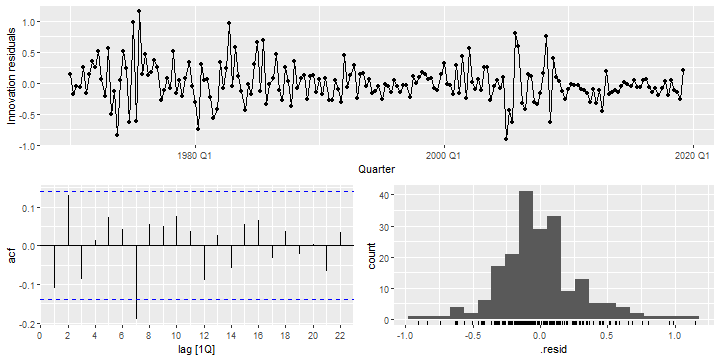 Innovation residuals
1.0
0.5
0.0
-0.5
-1.0
1980 Q1 2000 Q1 2020 Q1
Quarter
acf
0.1
0.0
-0.1
-0.2
0 2 4 6 8 10 12 14 16 18 20 22
lag [1Q]
count
40
30
20
10
0
-1.0 -0.5 0.0 0.5 1.0
.resid